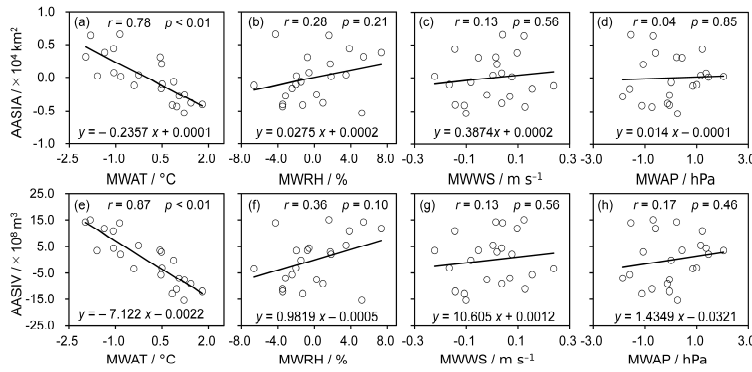 (a) r = 0.78 p < 0.01
(b) r = 0.28 p = 0.21
(c) r = 0.13 p = 0.56
(d) r = 0.04 p = 0.85
AASIA / × 10⁴ km²
1.0
0.5
0.0
-0.5
-1.0
y = − 0.2357 x + 0.0001
y = 0.0275 x + 0.0002
y = 0.3874x + 0.0002
y = 0.014 x − 0.0001
-2.5 -1.0 0.5 2.0
-8.0 -4.0 0.0 4.0 8.0
-0.3 -0.1 0.1 0.3
-3.0 -1.0 1.0 3.0
MWAT / °C
MWRH / %
MWWS / m s⁻¹
MWAP / hPa
(e) r = 0.87 p < 0.01
(f) r = 0.36 p = 0.10
(g) r = 0.13 p = 0.56
(h) r = 0.17 p = 0.46
AASIV / × 10⁸ m³
25.0
15.0
5.0
-5.0
-15.0
-25.0
y = − 7.122 x − 0.0022
y = 0.9819 x − 0.0005
y = 10.605 x + 0.0012
y = 1.4349 x − 0.0321
-2.5 -1.0 0.5 2.0
-8.0 -4.0 0.0 4.0 8.0
-0.3 -0.1 0.1 0.3
-3.0 -1.0 1.0 3.0
MWAT / °C
MWRH / %
MWWS / m s⁻¹
MWAP / hPa